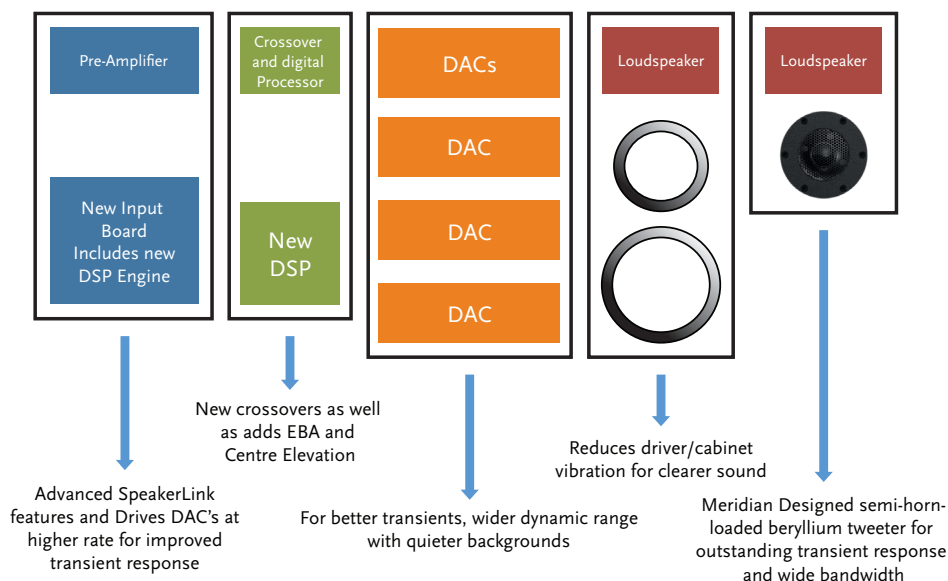 Pre-Amplifier
New Input
Board
Includes new
DSP Engine
Crossover
and digital
Processor
New
DSP
DACs
DAC
DAC
DAC
Loudspeaker
Loudspeaker
Advanced SpeakerLink
features and Drives DAC's at
higher rate for improved
transient response
New crossovers as well
as adds EBA and
Centre Elevation
For better transients, wider dynamic range
with quieter backgrounds
Reduces driver/cabinet
vibration for clearer sound
Meridian Designed semi-horn-
loaded beryllium tweeter for
outstanding transient response
and wide bandwidth